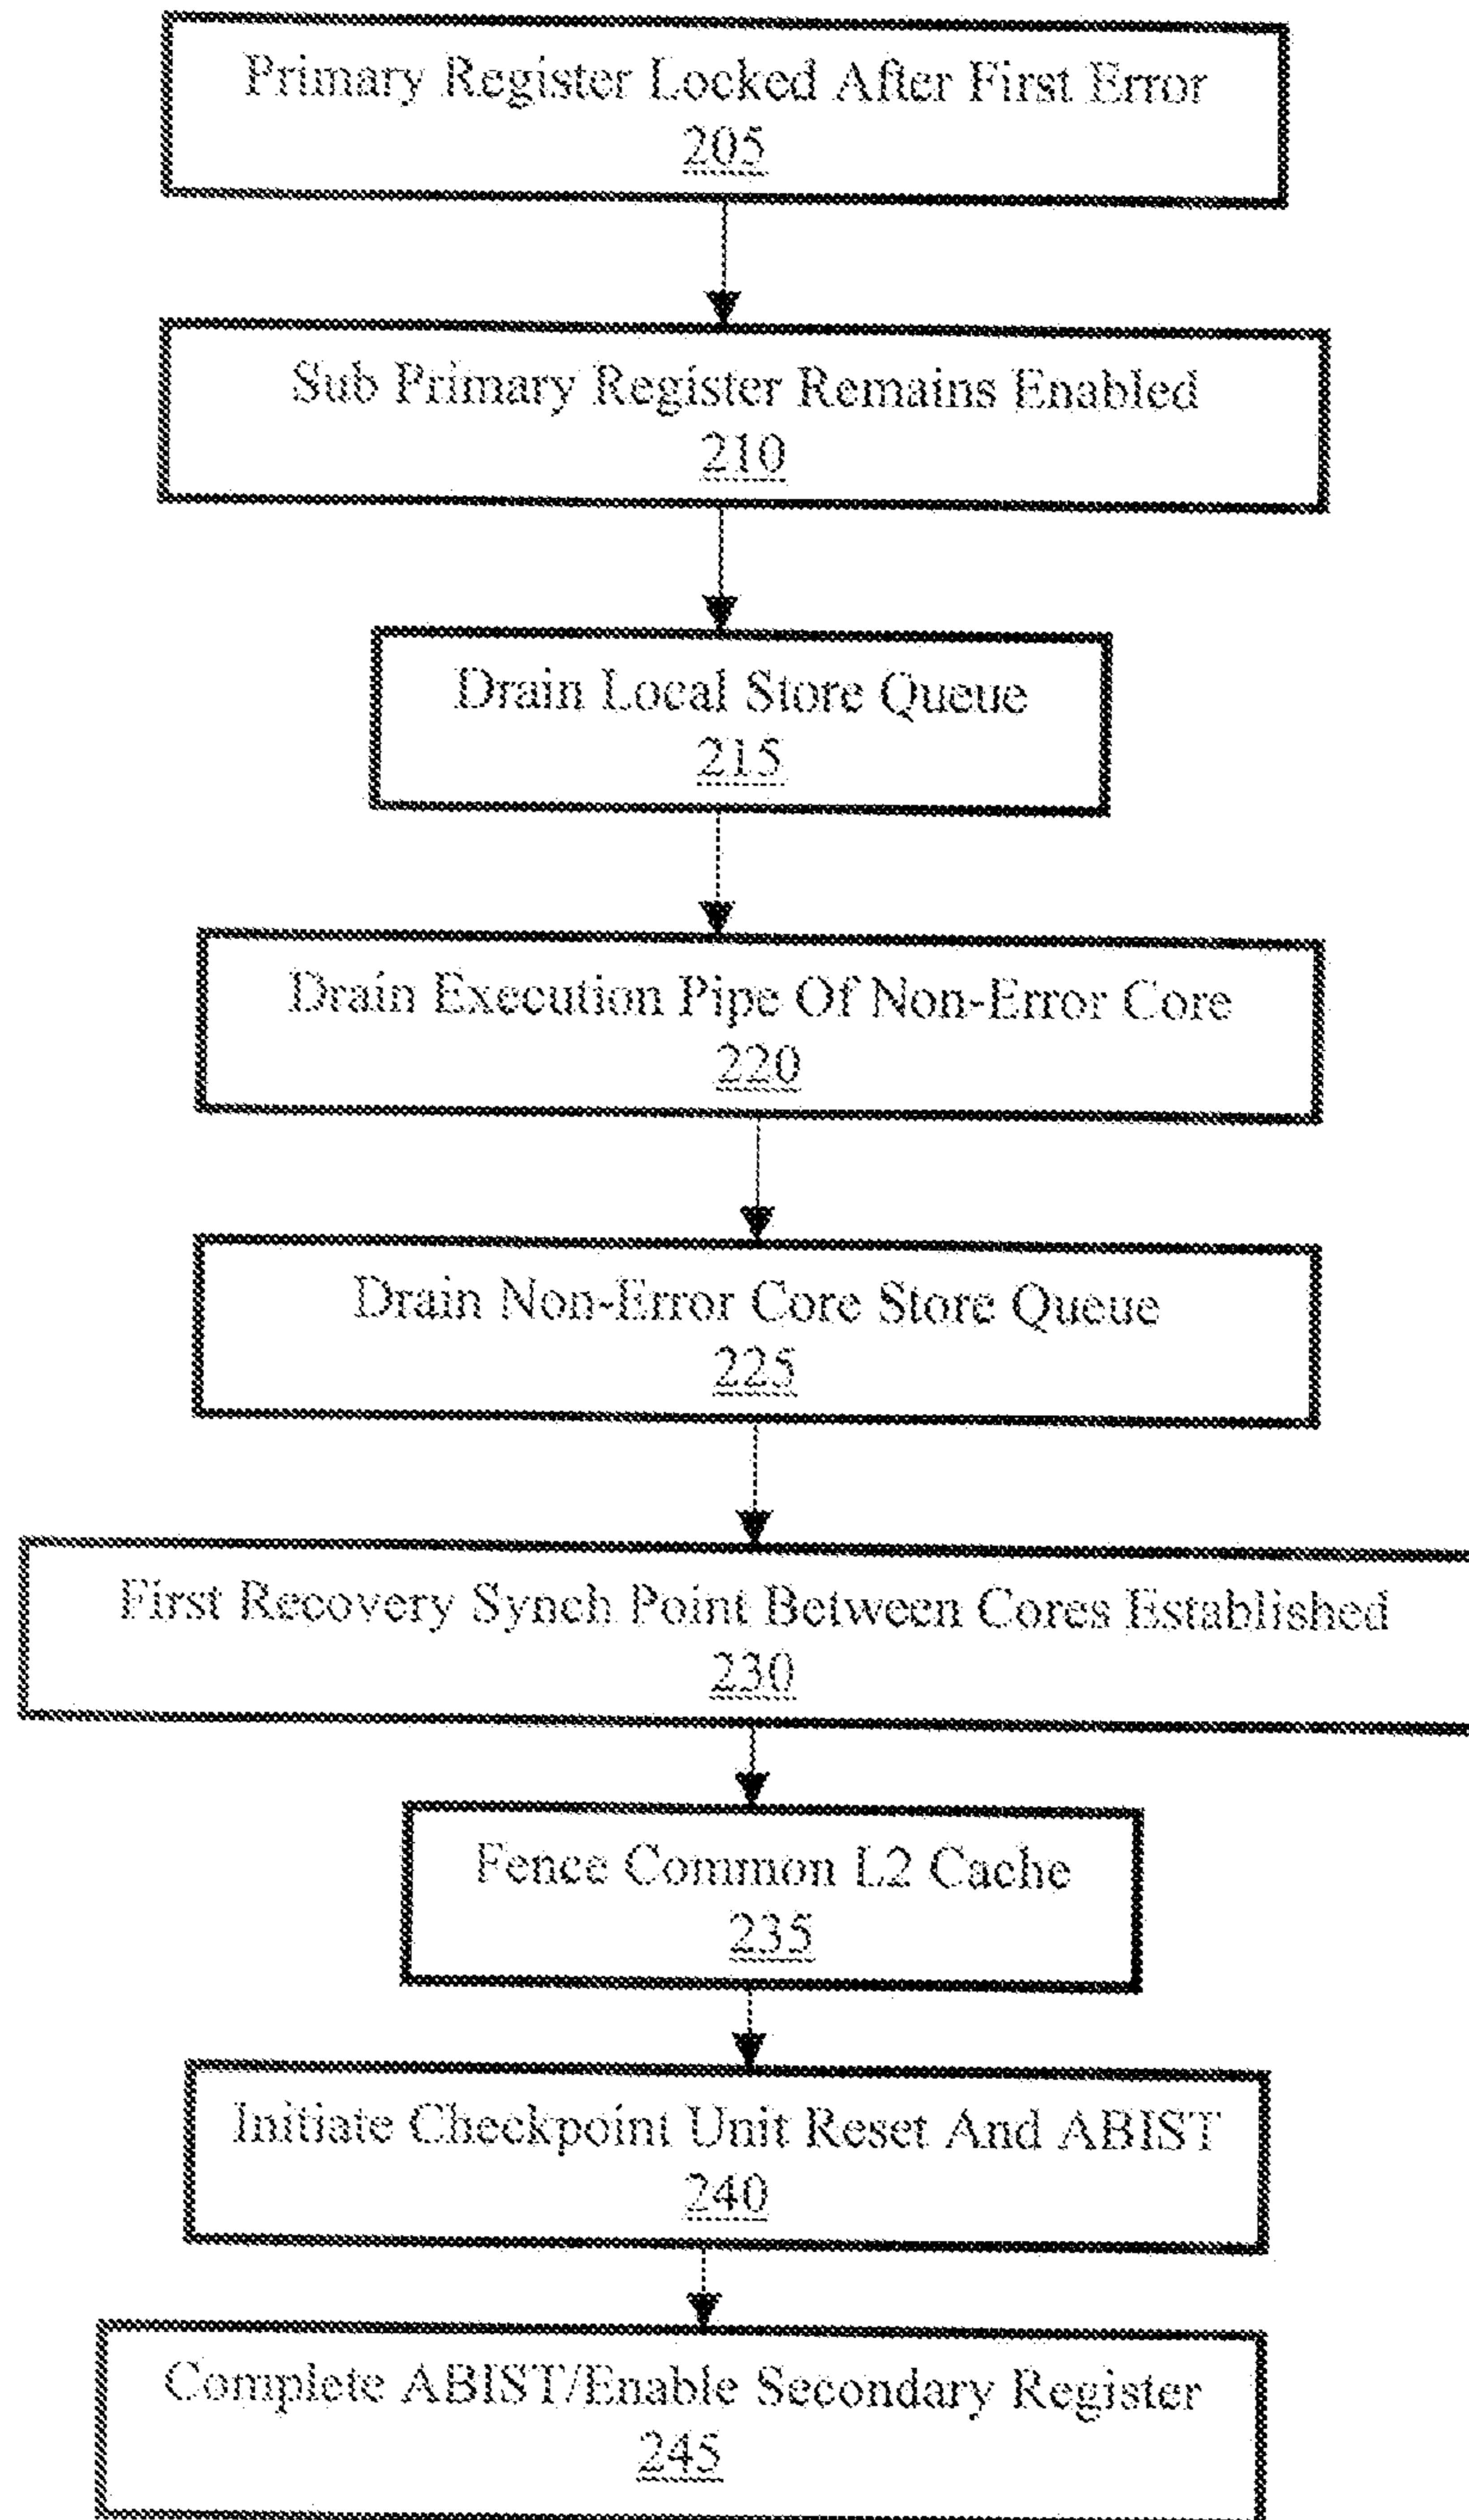 Primary Register Locked After First Error
205
Sub Primary Register Remains Enabled
210
Drain Local Store Queue
215
Drain Execution Pipe Of Non-Error Core
220
Drain Non-Error Core Store Queue
225
First Recovery Synch Point Between Cores Established
230
Fence Common L2 Cache
235
Initiate Checkpoint Unit Reset And ABIST
240
Complete ABIST/Enable Secondary Register
245